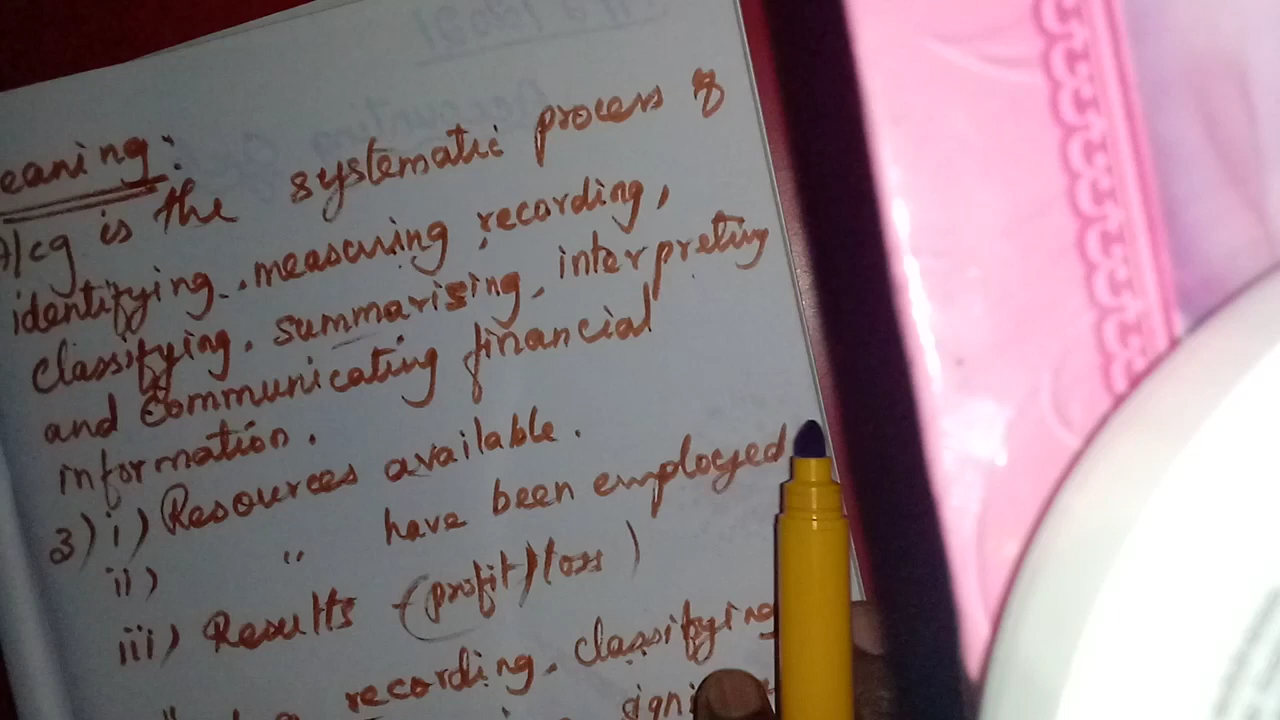 eaning:
A/cg is the systematic process of
identifying, measuring, recording,
classifying, summarising, interpreting
and communicating financial
information.
3) i) Resources available.
ii) " have been employed
iii) Results (profit/loss)
" recording, classifying
signi